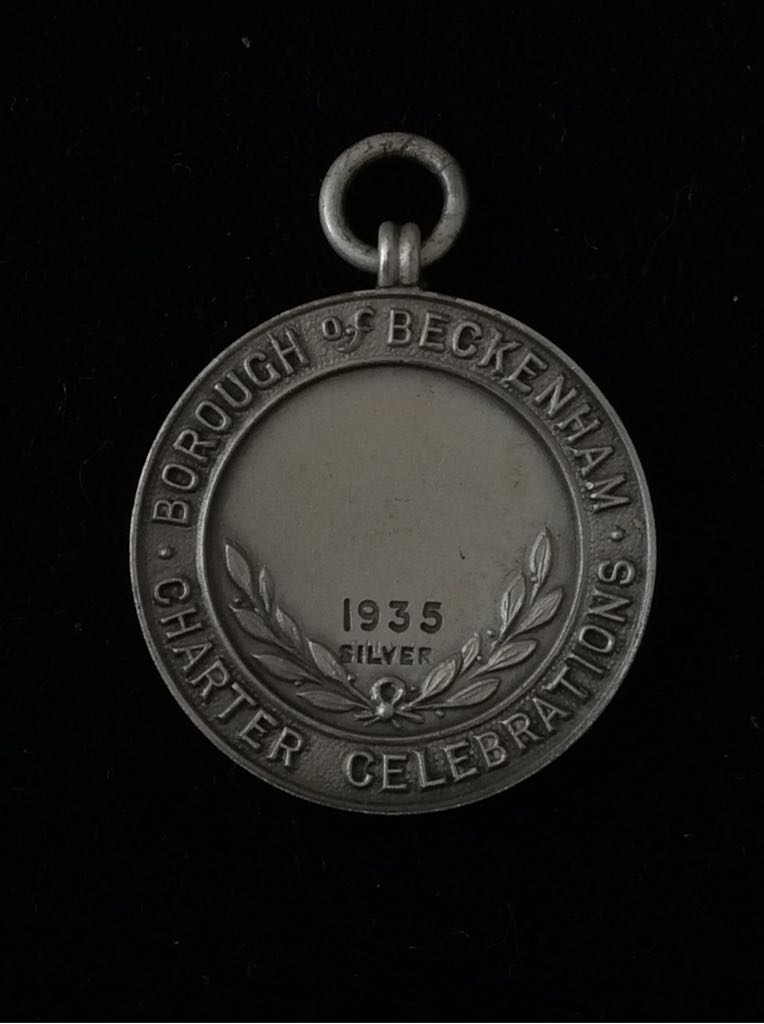 BOROUGH of BECKENHAM
CHARTER CELEBRATIONS
1935
SILVER